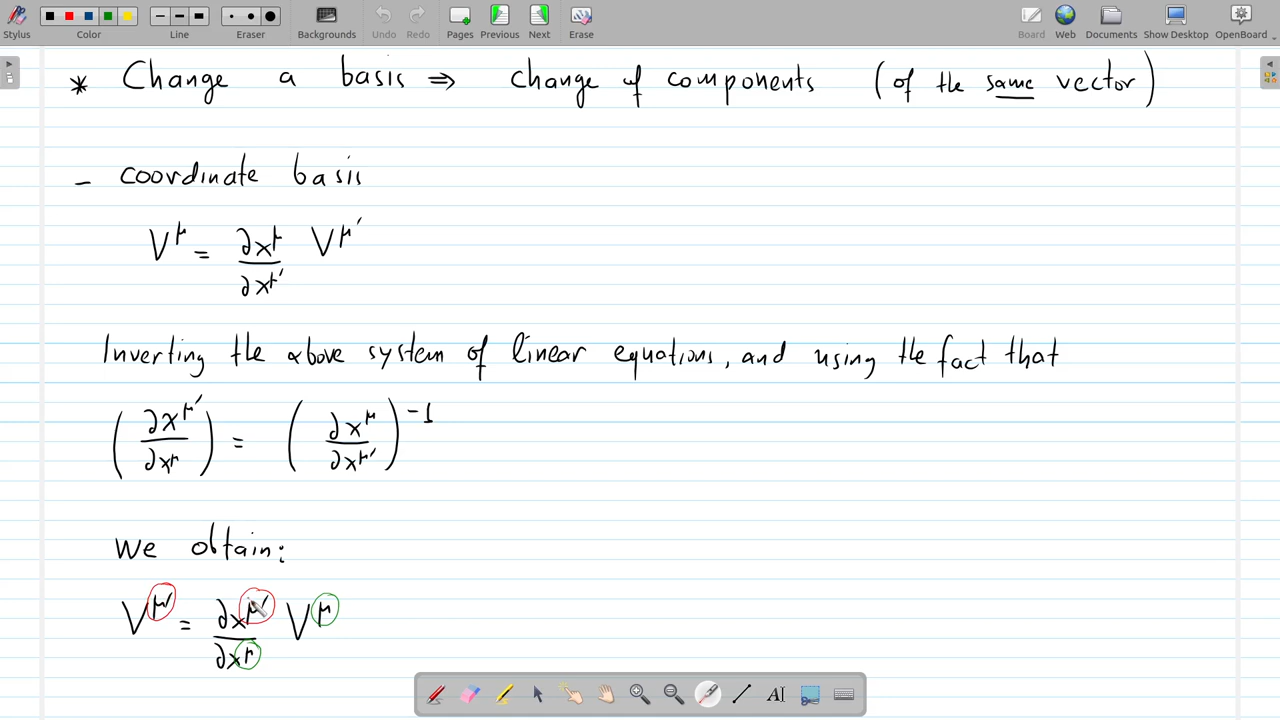 Stylus Color Line Eraser Backgrounds Undo Redo Pages Previous Next Erase Board Web Documents Show Desktop OpenBoard
* Change a basis ⇒ change of components (of the same vector)
- coordinate basis
V^μ = ∂x^μ/∂x^μ' V^μ'
Inverting the above system of linear equations, and using the fact that
(∂x^μ'/∂x^μ) = (∂x^μ/∂x^μ')^-1
We obtain:
V^μ' = ∂x^μ'/∂x^μ V^μ